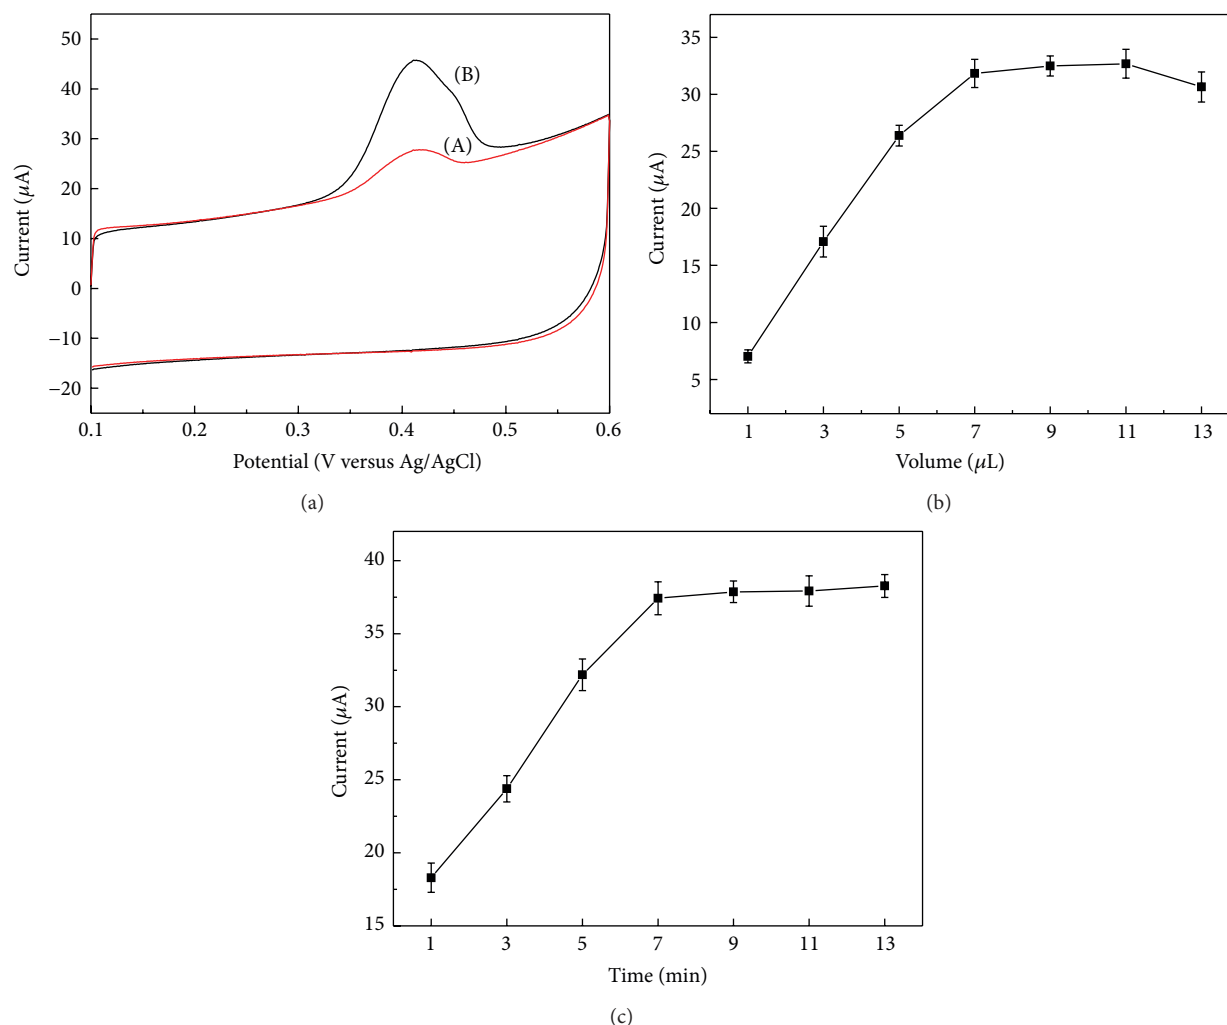 50
40
30
20
10
0
−10
−20
Current (μA)
(B)
(A)
0.1 0.2 0.3 0.4 0.5 0.6
Potential (V versus Ag/AgCl)
(a)
35
30
25
20
15
10
5
Current (μA)
1 3 5 7 9 11 13
Volume (μL)
(b)
40
35
30
25
20
15
Current (μA)
1 3 5 7 9 11 13
Time (min)
(c)